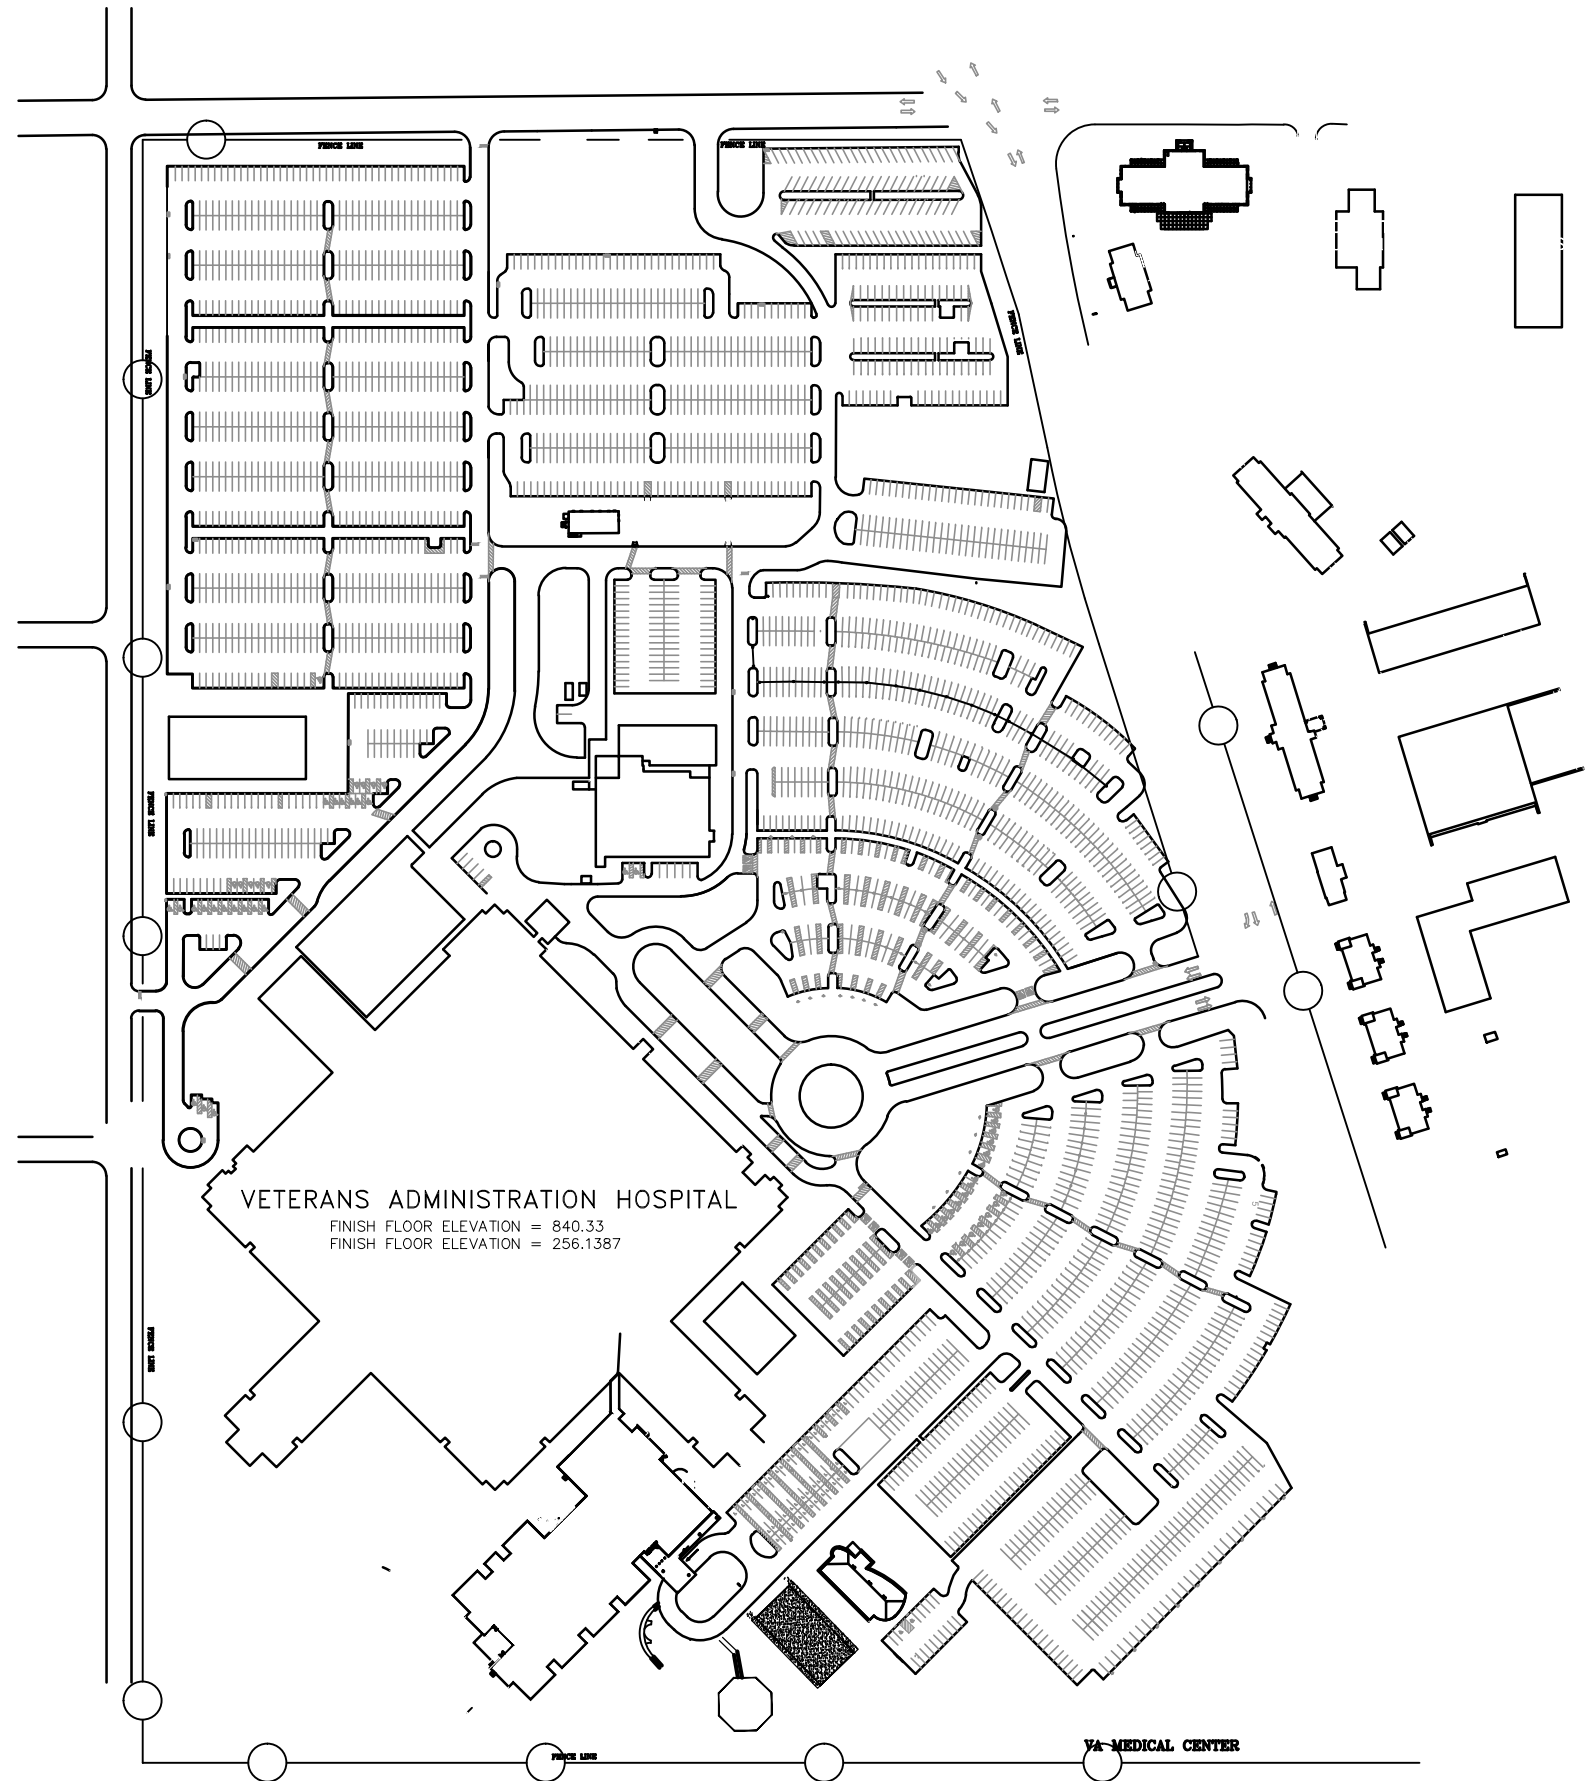 FENCE LINE
FENCE LINE
FENCE LINE
FENCE LINE
FENCE LINE
VETERANS ADMINISTRATION HOSPITAL
FINISH FLOOR ELEVATION = 840.33
FINISH FLOOR ELEVATION = 256.1387
FENCE LINE
VA MEDICAL CENTER
FENCE LINE